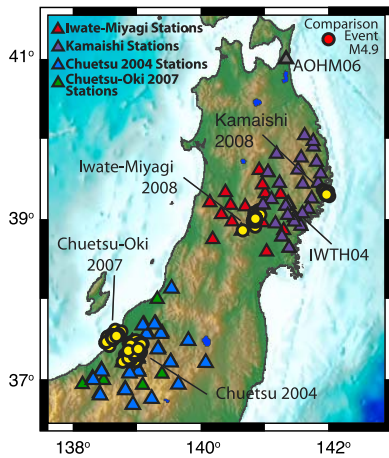 41°
Iwate-Miyagi Stations
Kamaishi Stations
Chuetsu 2004 Stations
Chuetsu-Oki 2007
Stations
Comparison
Event
M4.9
AOHM06
Kamaishi
2008
Iwate-Miyagi
2008
39°
IWTH04
Chuetsu-Oki
2007
37°
Chuetsu 2004
138°
140°
142°